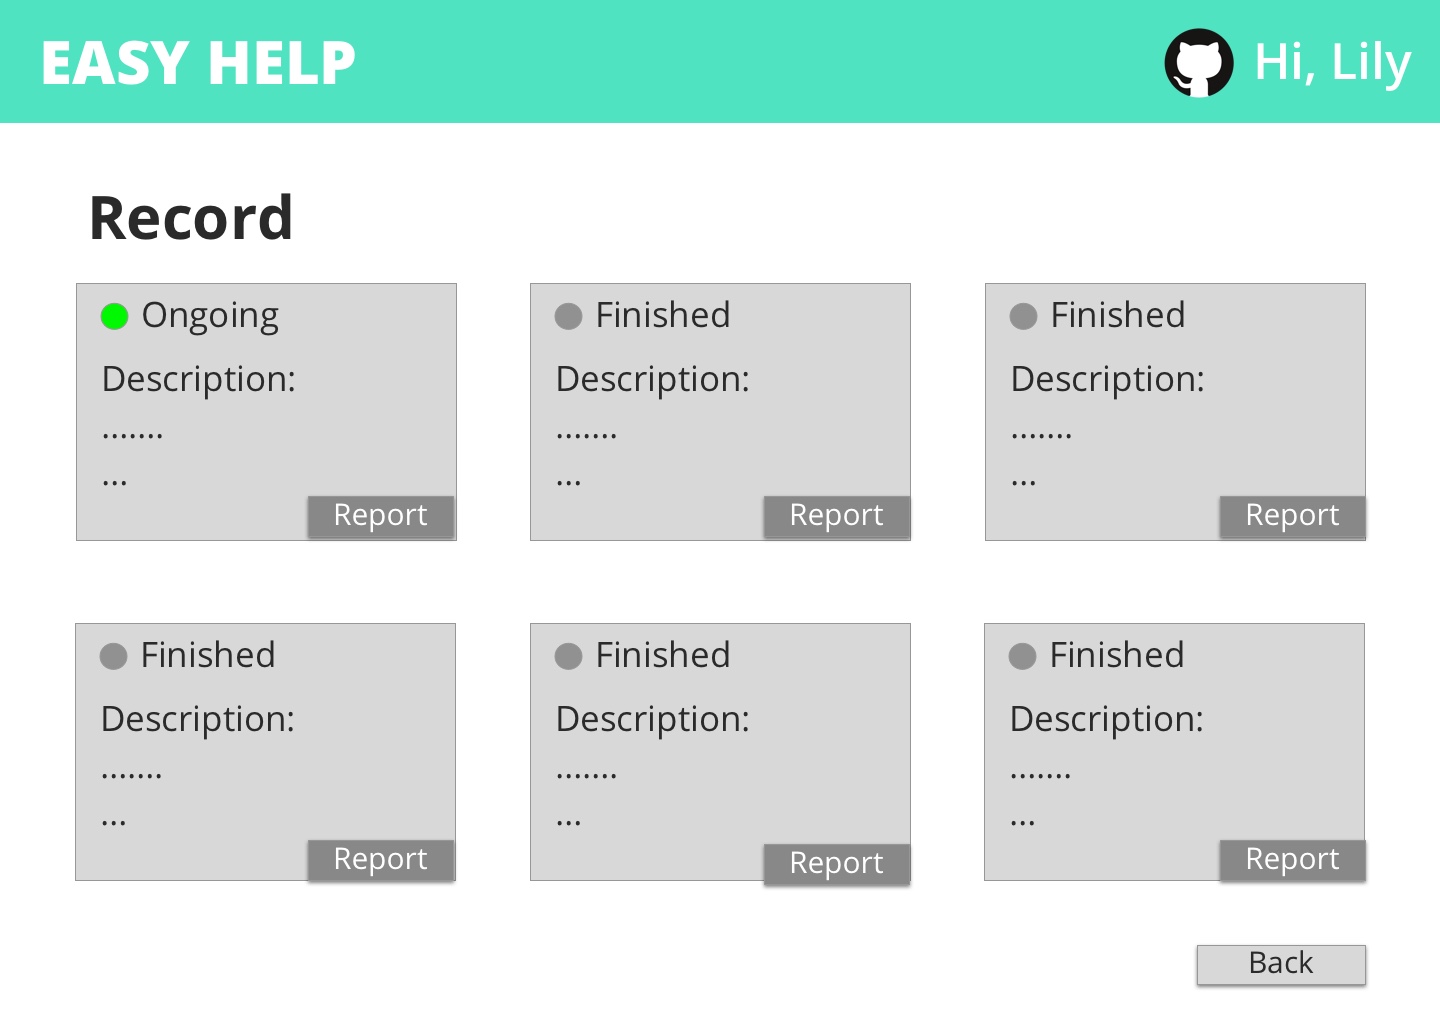 EASY HELP
Hi, Lily
Record
Ongoing
Description:
.......
...
Report
Finished
Description:
.......
...
Report
Finished
Description:
.......
...
Report
Finished
Description:
.......
...
Report
Finished
Description:
.......
...
Report
Finished
Description:
.......
...
Report
Back